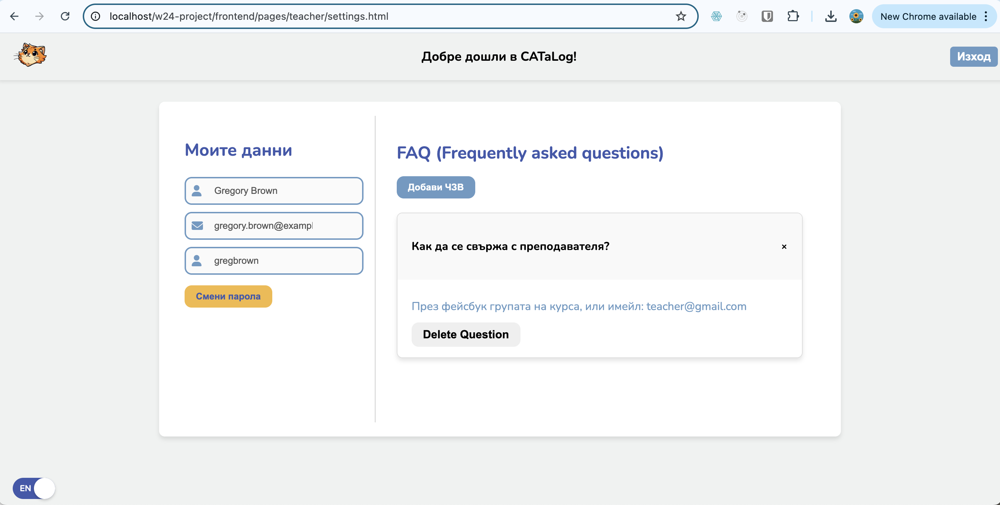 localhost/w24-project/frontend/pages/teacher/settings.html
New Chrome available
Добре дошли в CATaLog!
Изход
Моите данни
Gregory Brown
gregory.brown@exampl
gregbrown
Смени парола
FAQ (Frequently asked questions)
Добави ЧЗВ
Как да се свържа с преподавателя?
×
През фейсбук групата на курса, или имейл: teacher@gmail.com
Delete Question
EN